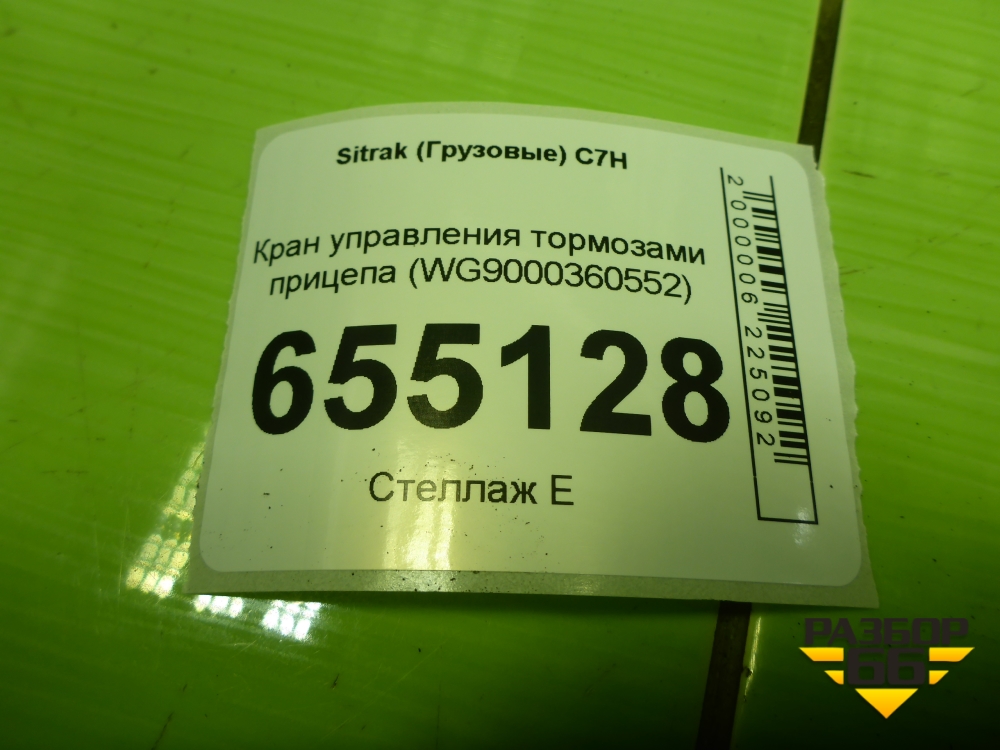 Sitrak (Грузовые) C7H
Кран управления тормозами
прицепа (WG9000360552)
655128
Стеллаж Е
2000006225092
РАЗБОР
66